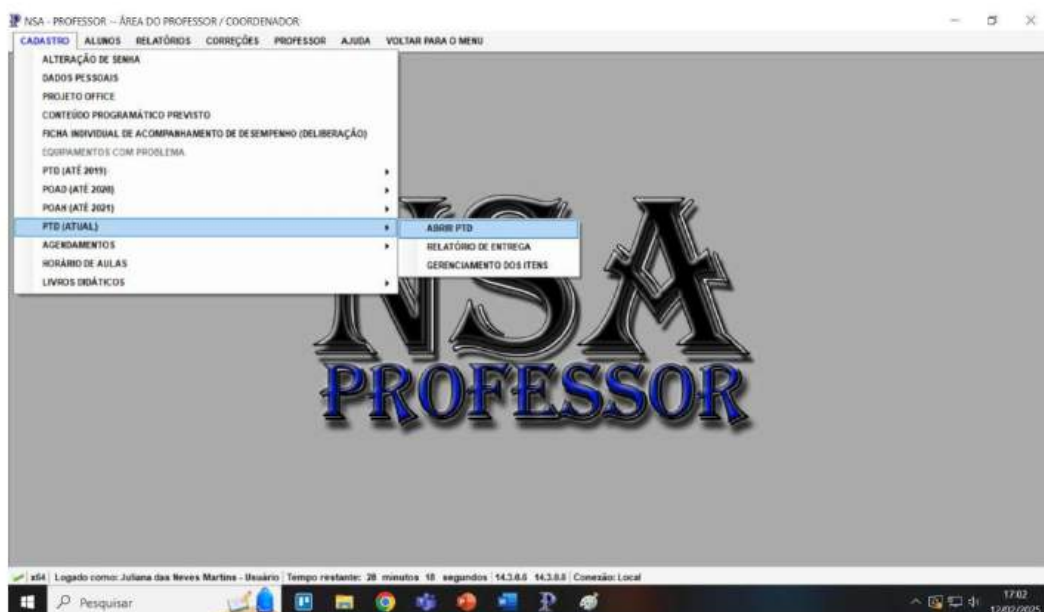 NSA - PROFESSOR -- ÁREA DO PROFESSOR / COORDENADOR
CADASTRO ALUNOS RELATÓRIOS CORREÇÕES PROFESSOR AJUDA VOLTAR PARA O MENU
ALTERAÇÃO DE SENHA
DADOS PESSOAIS
PROJETO OFFICE
CONTEÚDO PROGRAMÁTICO PREVISTO
FICHA INDIVIDUAL DE ACOMPANHAMENTO DE DESEMPENHO (DELIBERAÇÃO)
EQUIPAMENTOS COM PROBLEMA
PTD (ATÉ 2019)
POAD (ATÉ 2020)
POAH (ATÉ 2021)
PTD (ATUAL)
AGENDAMENTOS
HORÁRIO DE AULAS
LIVROS DIDÁTICOS
ABRIR PTD
RELATÓRIO DE ENTREGA
GERENCIAMENTO DOS ITENS
NSA
PROFESSOR
x64 Logado como: Juliana das Neves Martins - Usuário Tempo restante: 28 minutos 18 segundos 14.3.8.6 14.3.8.8 Conexão: Local
Pesquisar
17:02
12/02/2025